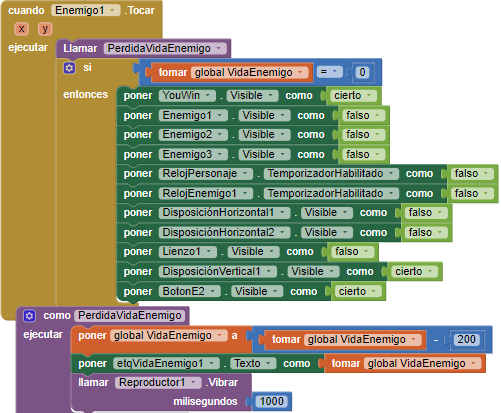 cuando Enemigo1 .Tocar
x y
ejecutar Llamar PerdidaVidaEnemigo
si tomar global VidaEnemigo = 0
entonces poner YouWin . Visible como cierto
poner Enemigo1 . Visible como falso
poner Enemigo2 . Visible como falso
poner Enemigo3 . Visible como falso
poner RelojPersonaje . TemporizadorHabilitado como falso
poner RelojEnemigo1 . TemporizadorHabilitado como falso
poner DisposiciónHorizontal1 . Visible como falso
poner DisposiciónHorizontal2 . Visible como falso
poner Lienzo1 . Visible como falso
poner DisposiciónVertical1 . Visible como cierto
poner BotonE2 . Visible como cierto
como PerdidaVidaEnemigo
ejecutar poner global VidaEnemigo a tomar global VidaEnemigo - 200
poner etqVidaEnemigo1 . Texto como tomar global VidaEnemigo
llamar Reproductor1 .Vibrar
milisegundos 1000